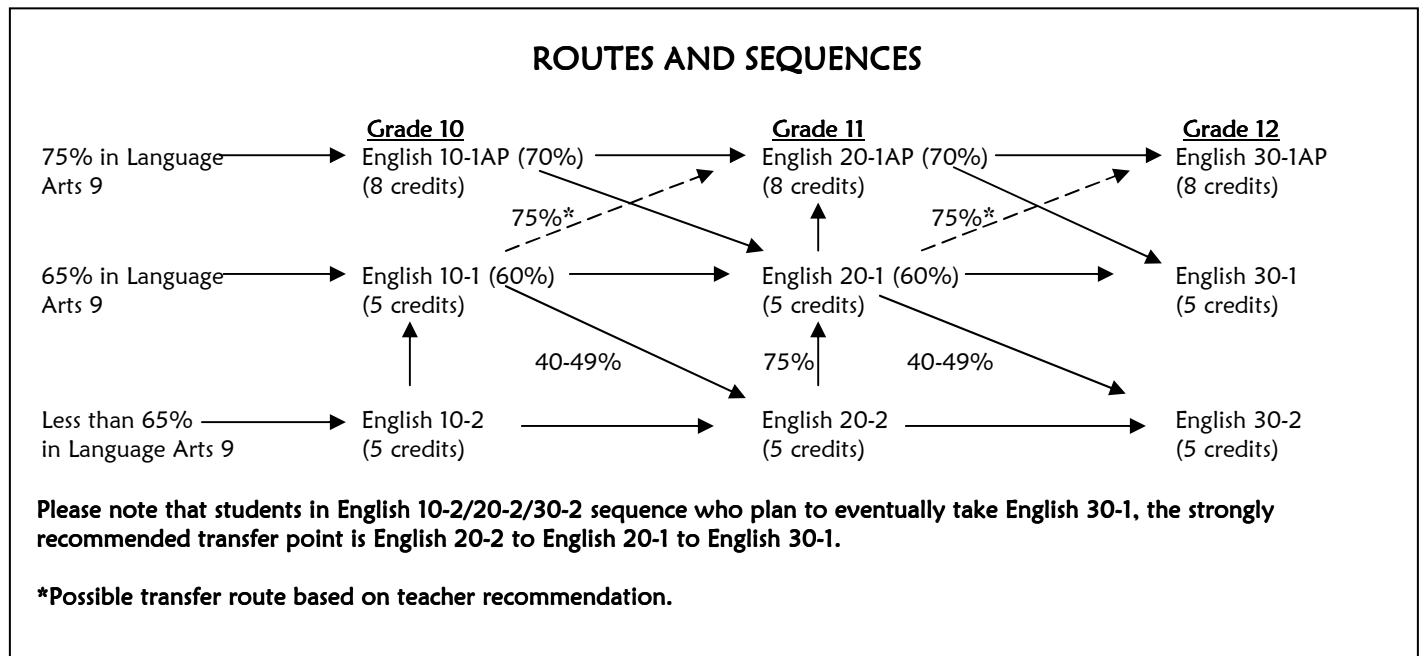 ROUTES AND SEQUENCES
Grade 10 Grade 11 Grade 12
75% in Language English 10-1AP (70%) English 20-1AP (70%) English 30-1AP
Arts 9 (8 credits) (8 credits) (8 credits)
75%* 75%*
65% in Language English 10-1 (60%) English 20-1 (60%) English 30-1
Arts 9 (5 credits) (5 credits) (5 credits)
40-49% 75% 40-49%
Less than 65% English 10-2 English 20-2 English 30-2
in Language Arts 9 (5 credits) (5 credits) (5 credits)
Please note that students in English 10-2/20-2/30-2 sequence who plan to eventually take English 30-1, the strongly
recommended transfer point is English 20-2 to English 20-1 to English 30-1.
*Possible transfer route based on teacher recommendation.